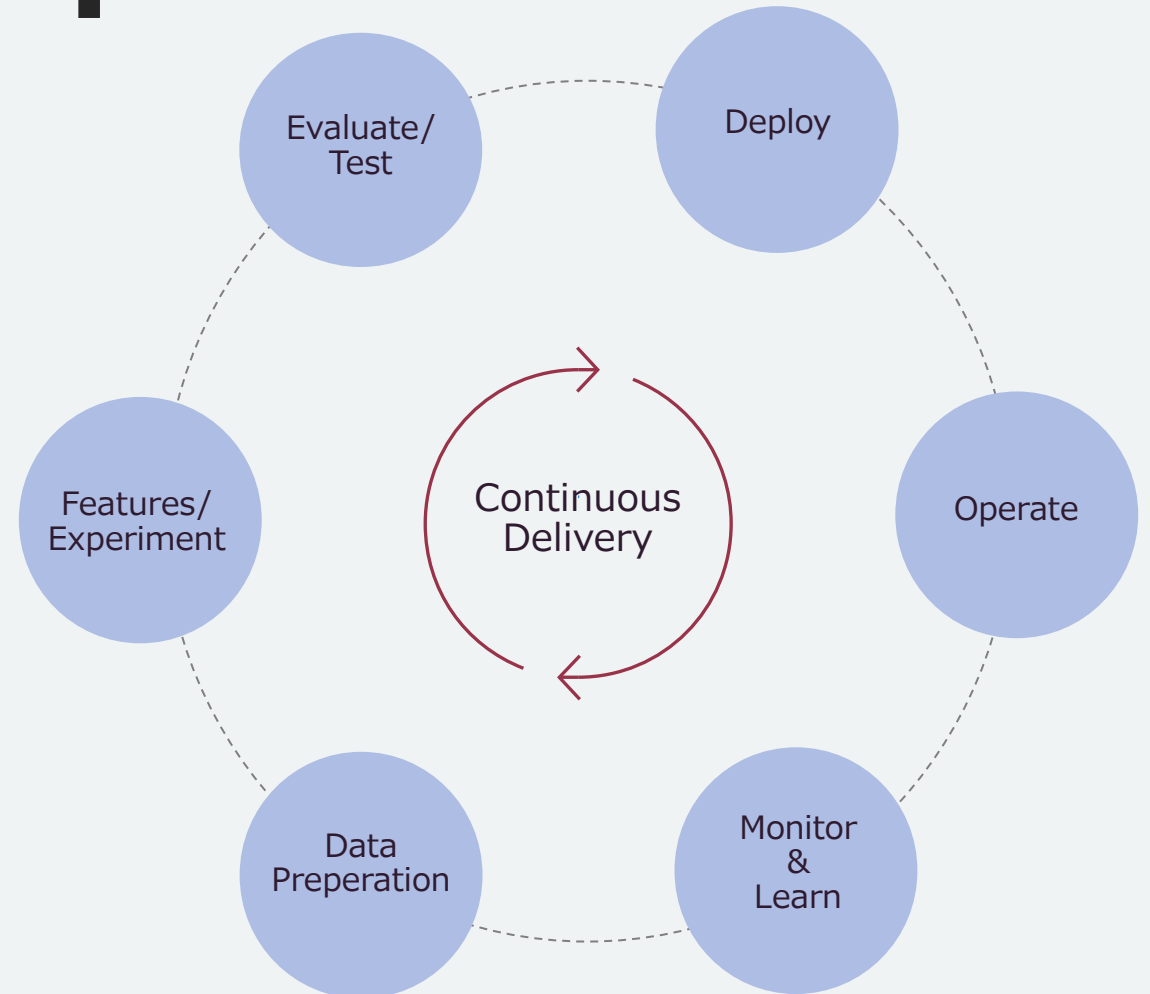 Evaluate/
Test
Deploy
Features/
Experiment
Continuous
Delivery
Operate
Data
Preperation
Monitor
&
Learn